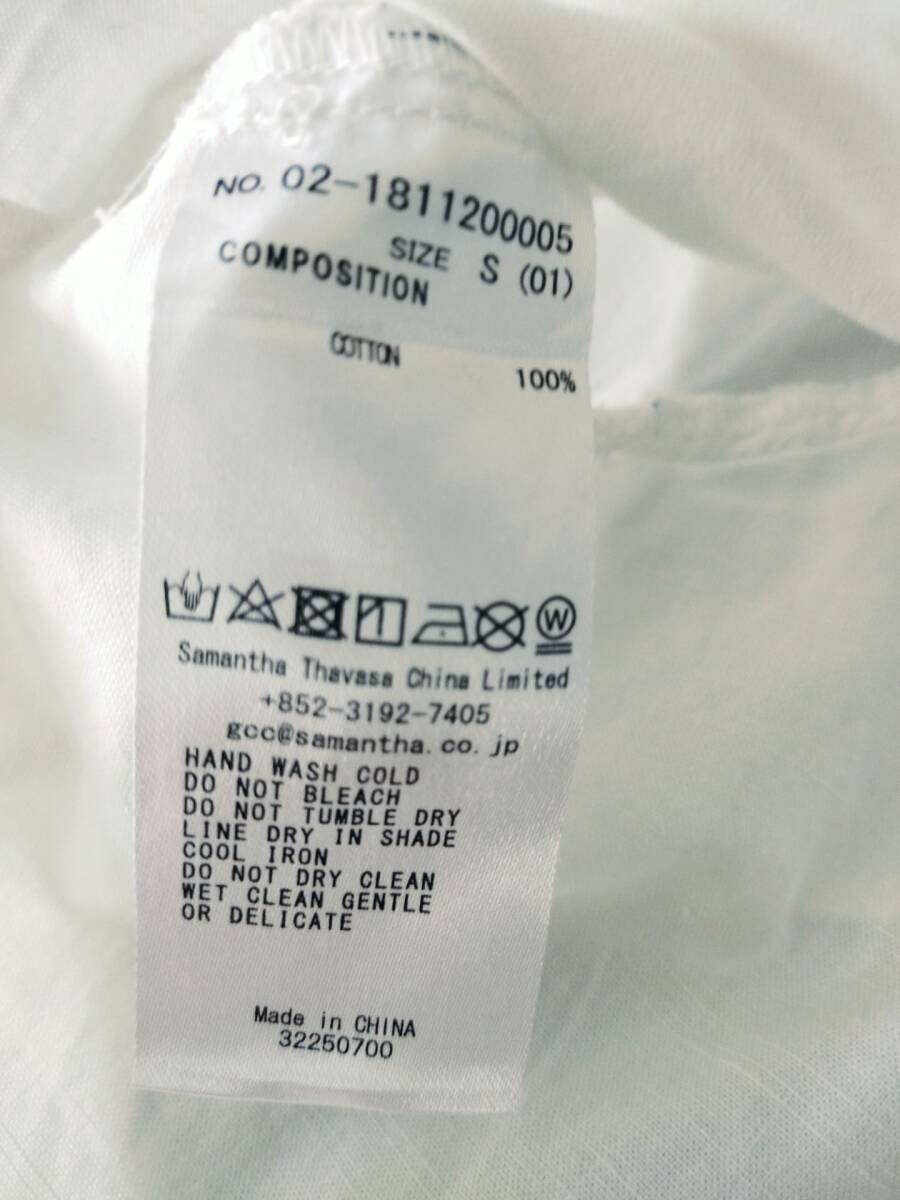 NO. 02-1811200005
SIZE S (01)
COMPOSITION
COTTON
100%
W
Samantha Thavasa China Limited
+852-3192-7405
gcc@samantha.co.jp
HAND WASH COLD
DO NOT BLEACH
DO NOT TUMBLE DRY
LINE DRY IN SHADE
COOL IRON
DO NOT DRY CLEAN
WET CLEAN GENTLE
OR DELICATE
Made in CHINA
32250700